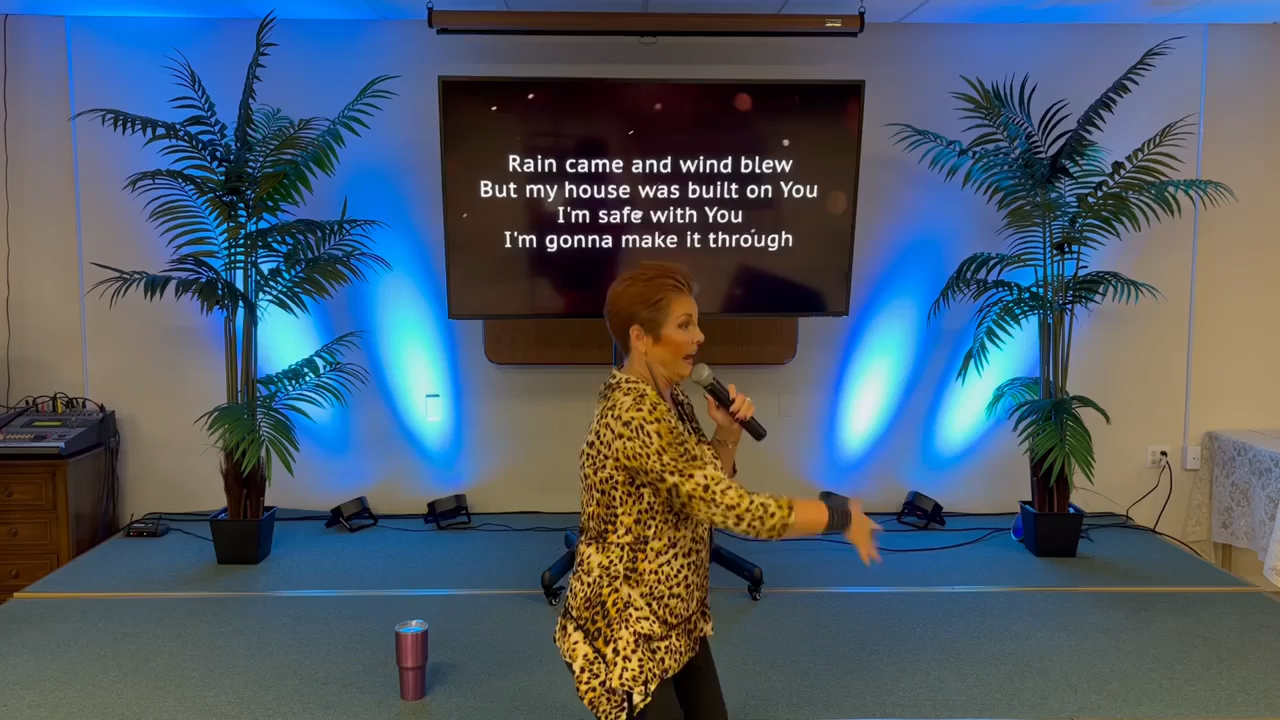 Rain came and wind blew
But my house was built on You
I'm safe with You
I'm gonna make it through